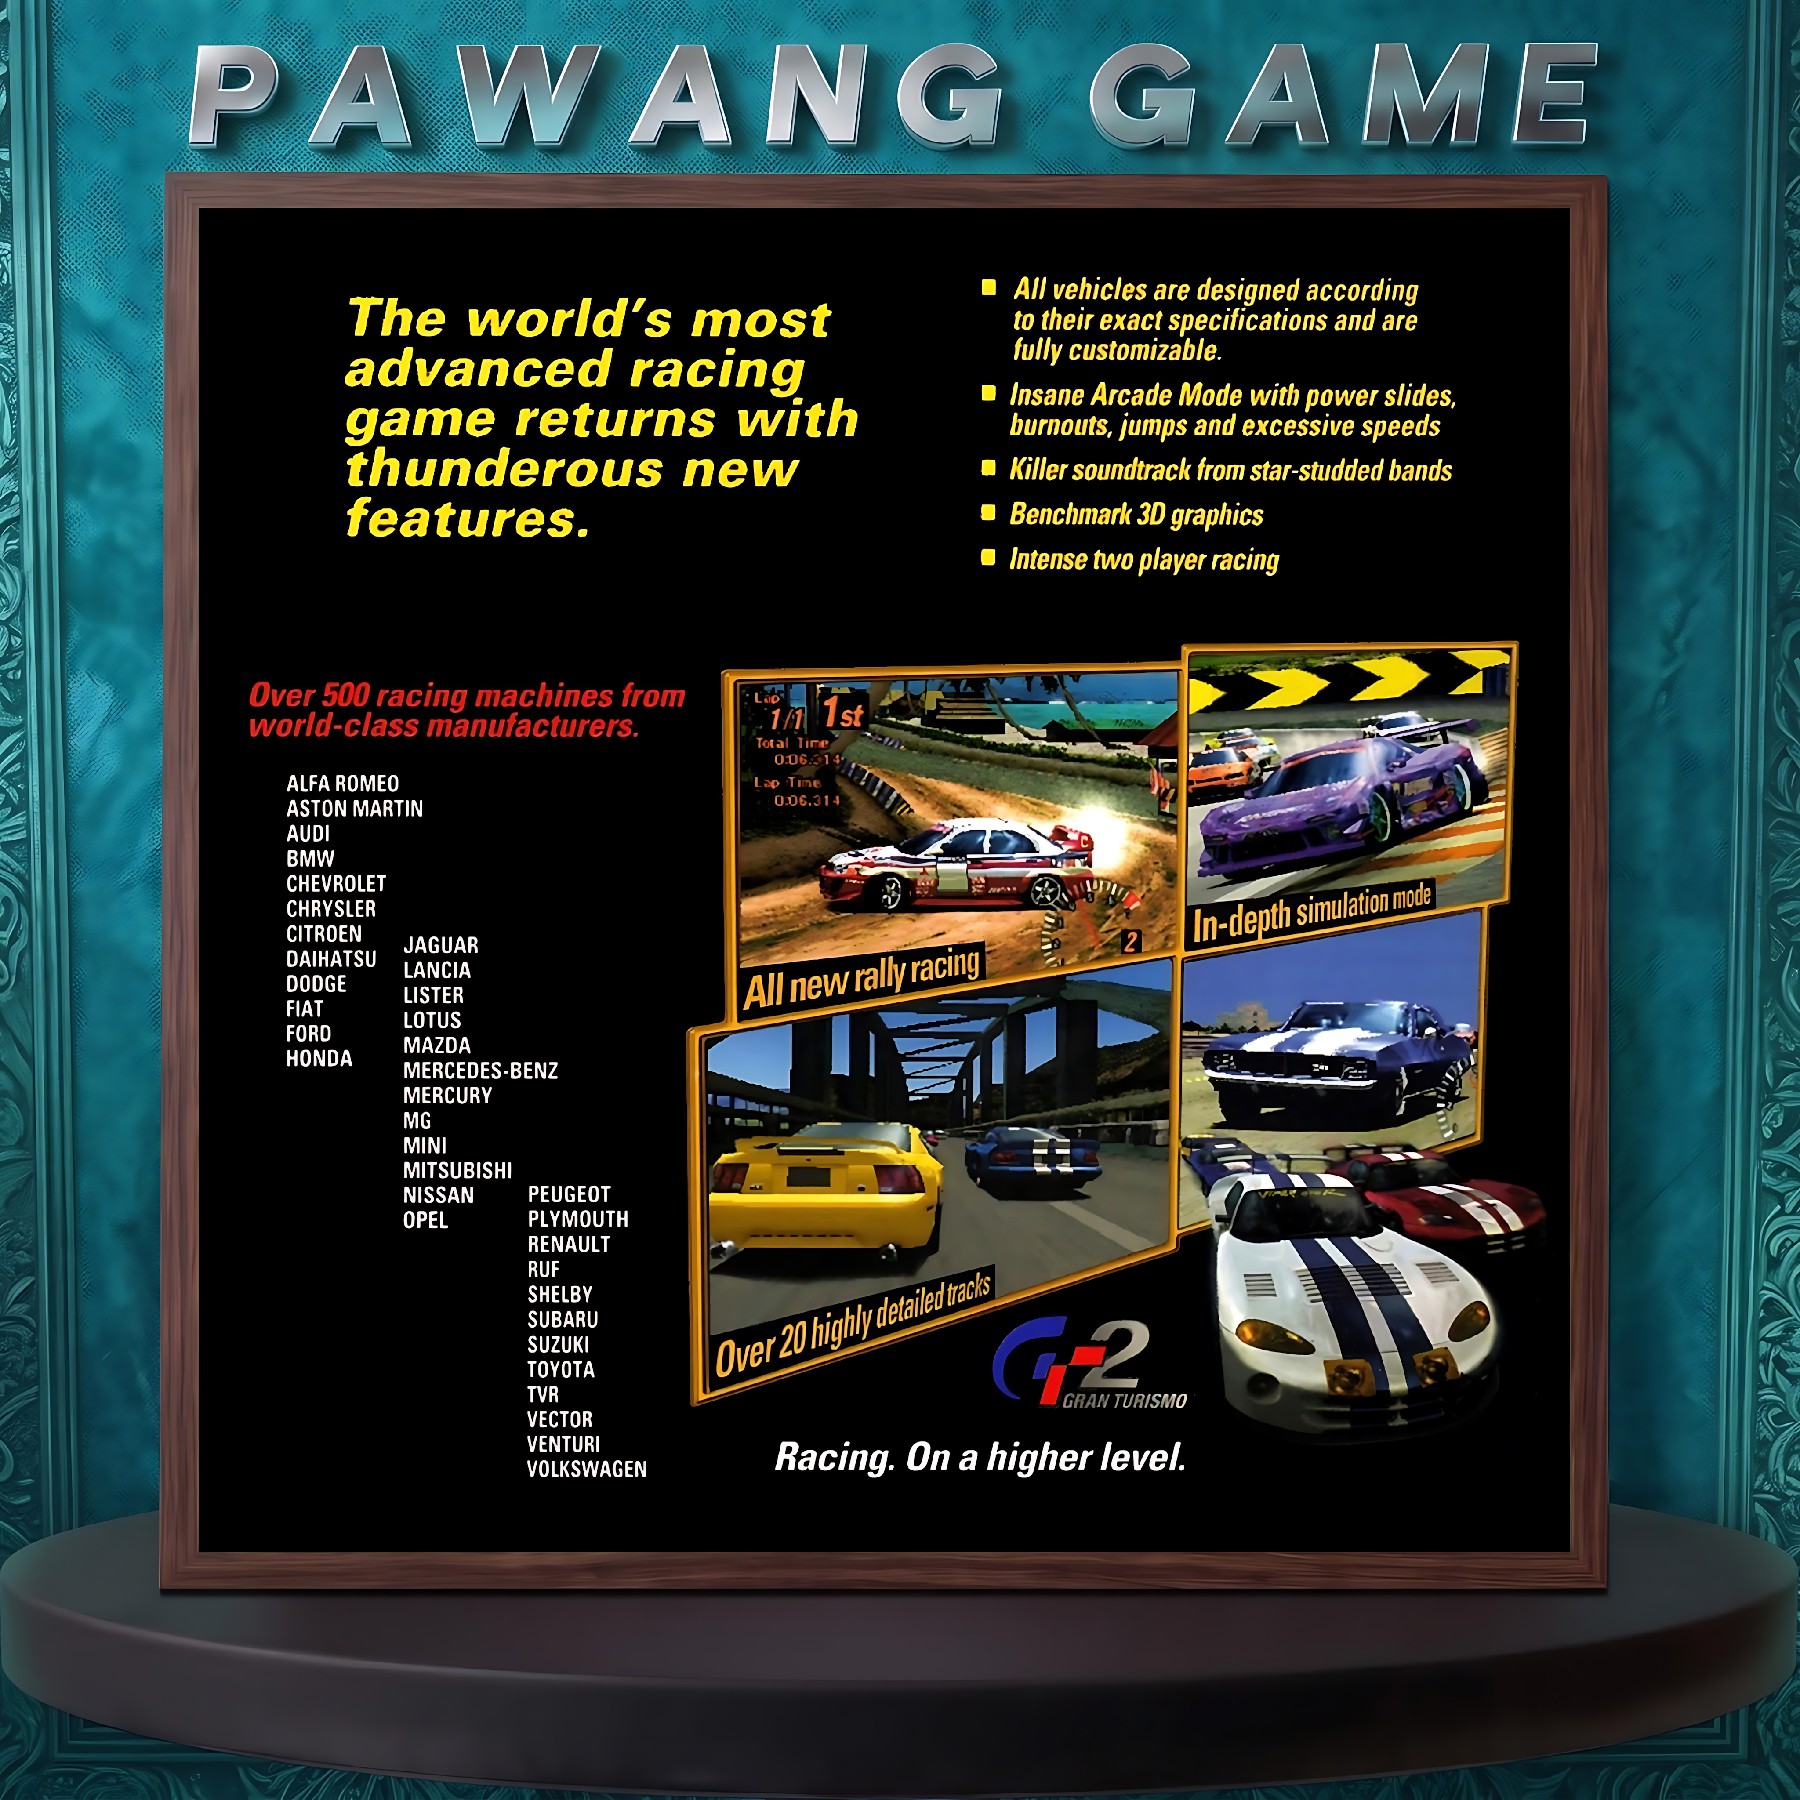 PAWANG GAME
The world's most
advanced racing
game returns with
thunderous new
features.
All vehicles are designed according
to their exact specifications and are
fully customizable.
Insane Arcade Mode with power slides,
burnouts, jumps and excessive speeds
Killer soundtrack from star-studded bands
Benchmark 3D graphics
Intense two player racing
Over 500 racing machines from
world-class manufacturers.
ALFA ROMEO
ASTON MARTIN
AUDI
BMW
CHEVROLET
CHRYSLER
CITROEN
DAIHATSU
DODGE
FIAT
FORD
HONDA
JAGUAR
LANCIA
LISTER
LOTUS
MAZDA
MERCEDES-BENZ
MERCURY
MG
MINI
MITSUBISHI
NISSAN
OPEL
PEUGEOT
PLYMOUTH
RENAULT
RUF
SHELBY
SUBARU
SUZUKI
TOYOTA
TVR
VECTOR
VENTURI
VOLKSWAGEN
Lap
1/1 1st
Total Time
0:06.314
Lap Time
0:06.314
2
All new rally racing
In-depth simulation mode
Over 20 highly detailed tracks
GT2
GRAN TURISMO
Racing. On a higher level.